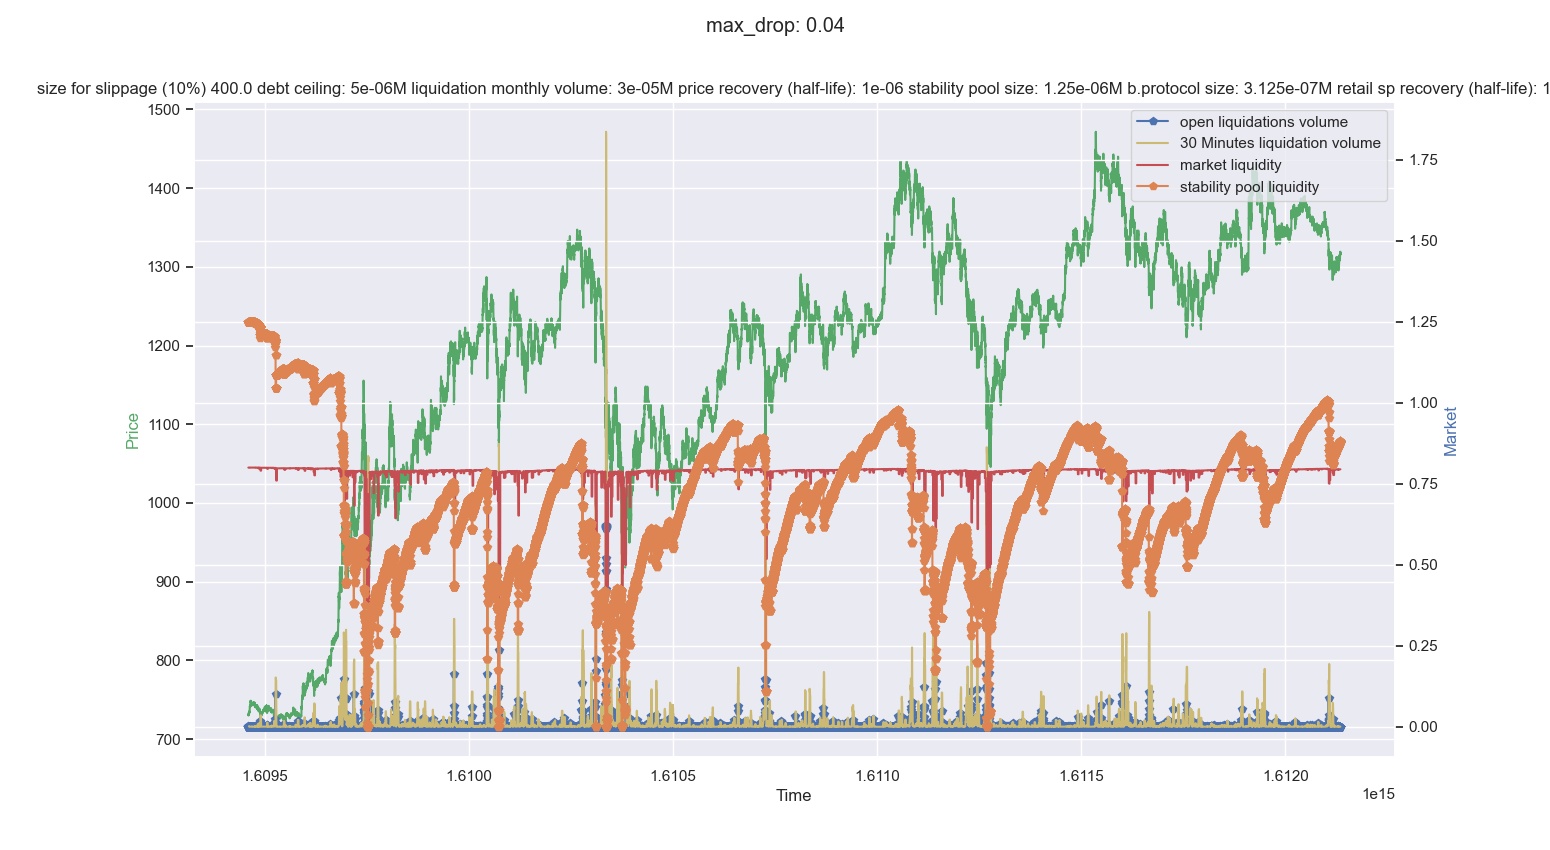 max_drop: 0.04
size for slippage (10%) 400.0 debt ceiling: 5e-06M liquidation monthly volume: 3e-05M price recovery (half-life): 1e-06 stability pool size: 1.25e-06M b.protocol size: 3.125e-07M retail sp recovery (half-life): 1
open liquidations volume
30 Minutes liquidation volume
market liquidity
stability pool liquidity
1500
1400
1300
1200
1100
1000
900
800
700
Price
1.75
1.50
1.25
1.00
0.75
0.50
0.25
0.00
Market
1.6095 1.6100 1.6105 1.6110 1.6115 1.6120
Time
1e15